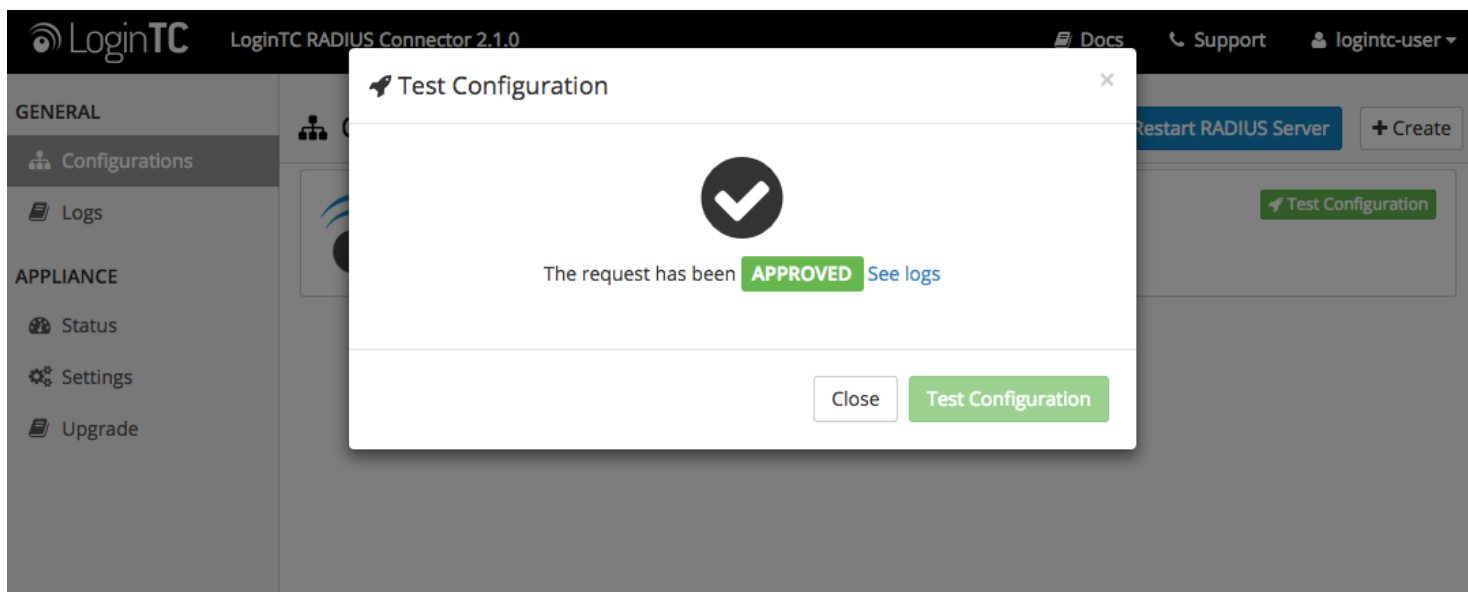 LoginTC LoginTC RADIUS Connector 2.1.0 Docs Support logintc-user
Test Configuration ×
GENERAL
Restart RADIUS Server + Create
Configurations
Logs
Test Configuration
The request has been APPROVED See logs
APPLIANCE
Status
Settings
Close Test Configuration
Upgrade